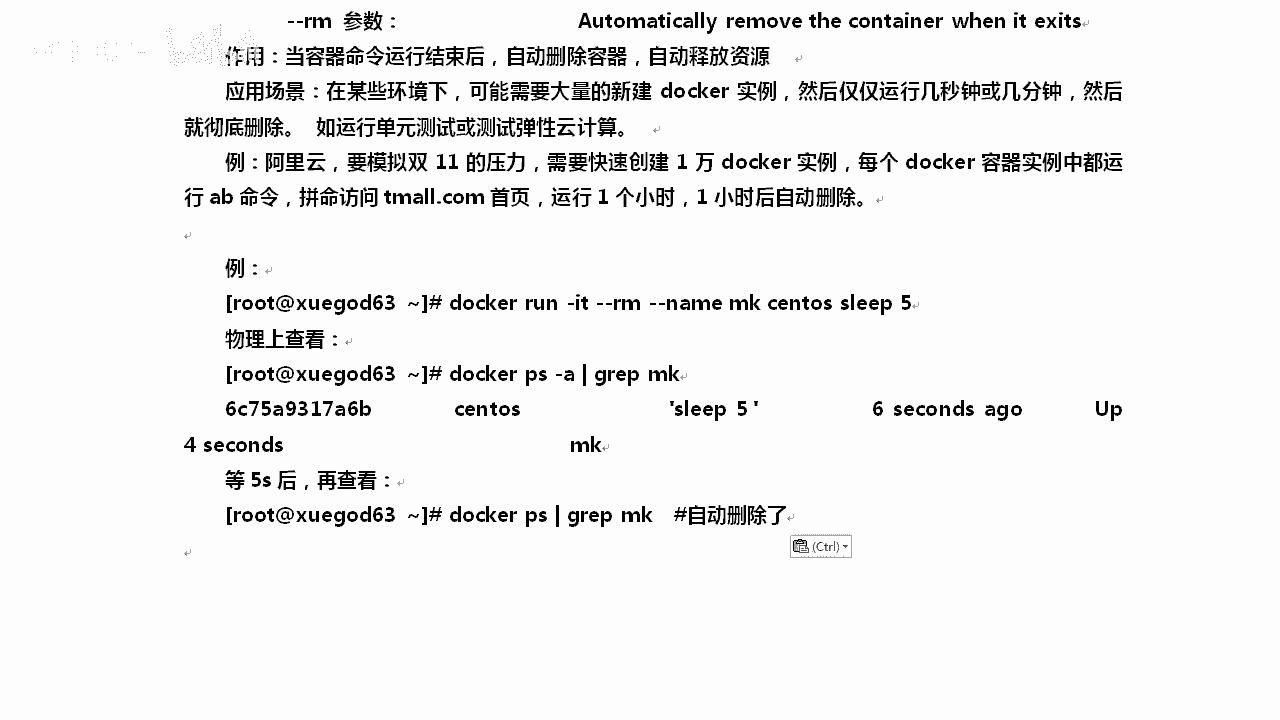 --rm 参数： Automatically remove the container when it exits
作用：当容器命令运行结束后，自动删除容器，自动释放资源
应用场景：在某些环境下，可能需要大量的新建 docker 实例，然后仅仅运行几秒钟或几分钟，然后
就彻底删除。 如运行单元测试或测试弹性云计算。
例：阿里云，要模拟双 11 的压力，需要快速创建 1 万 docker 实例，每个 docker 容器实例中都运
行 ab 命令，拼命访问 tmall.com 首页，运行 1 个小时，1 小时后自动删除。
例：
[root@xuegod63 ~]# docker run -it --rm --name mk centos sleep 5
物理上查看：
[root@xuegod63 ~]# docker ps -a | grep mk
6c75a9317a6b centos 'sleep 5 ' 6 seconds ago Up
4 seconds mk
等 5s 后，再查看：
[root@xuegod63 ~]# docker ps | grep mk #自动删除了
(Ctrl)